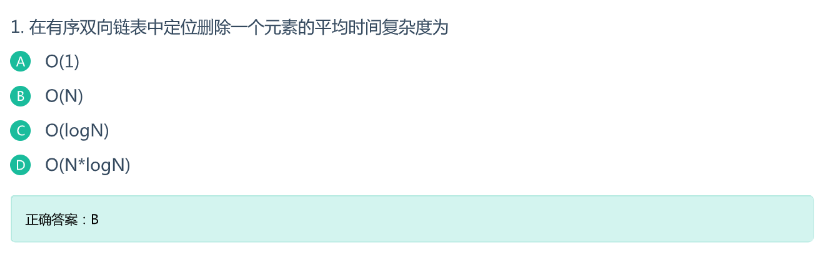 1. 在有序双向链表中定位删除一个元素的平均时间复杂度为
A O(1)
B O(N)
C O(logN)
D O(N*logN)
正确答案：B